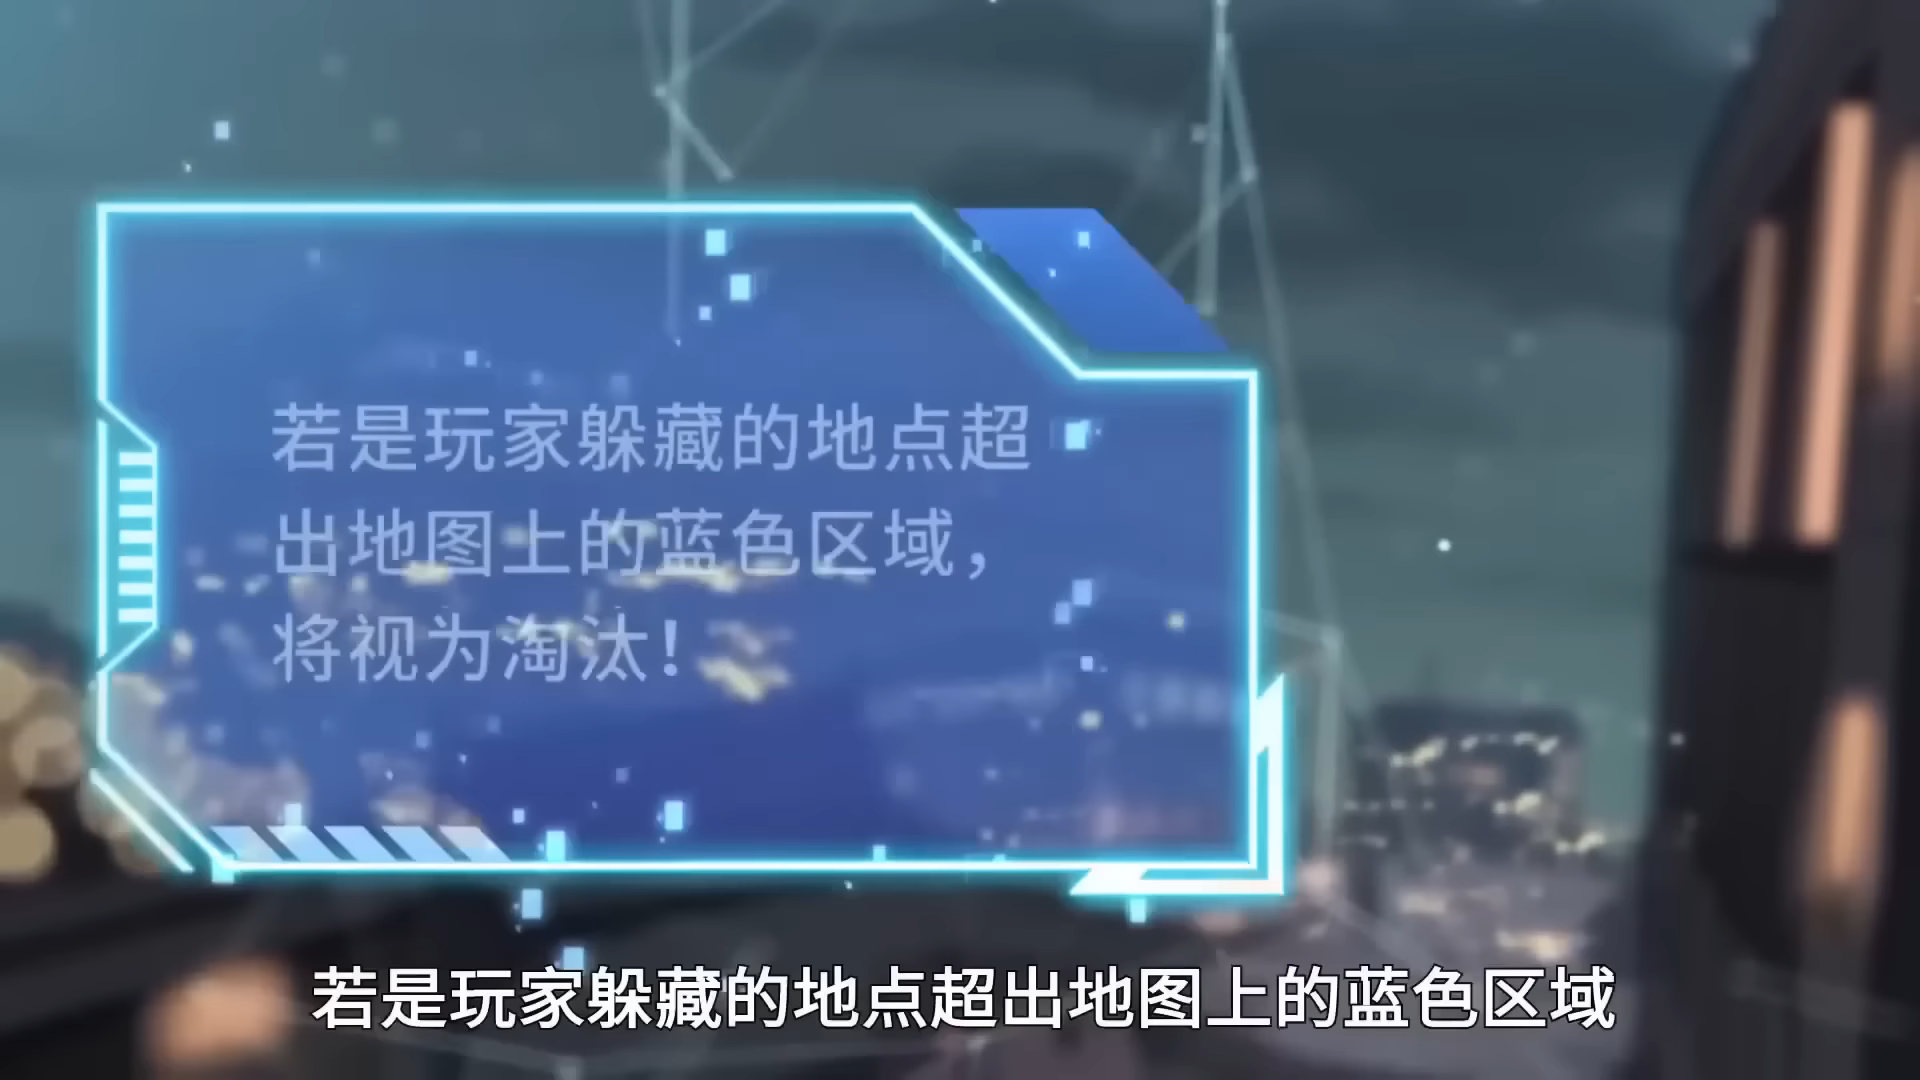 若是玩家躲藏的地点超
出地图上的蓝色区域，
将视为淘汰！
若是玩家躲藏的地点超出地图上的蓝色区域